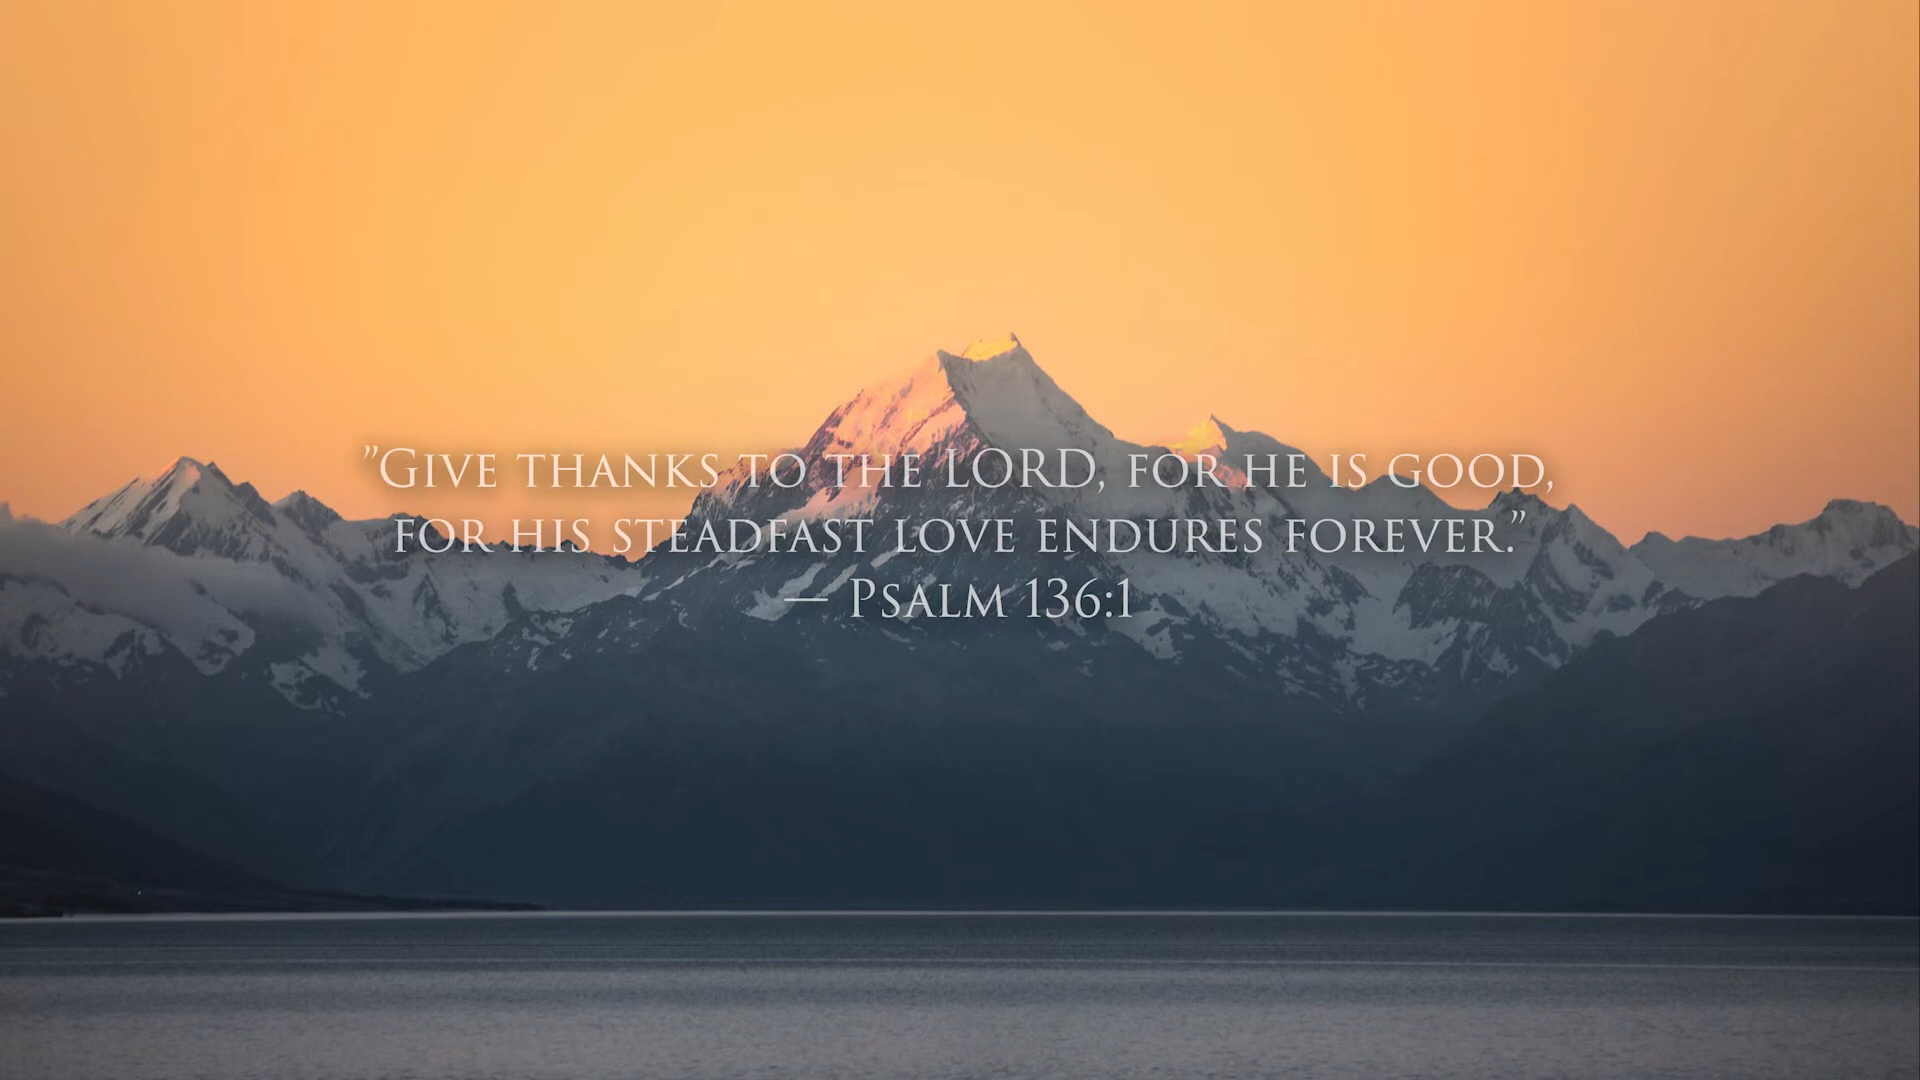 ”Give thanks to the LORD, for he is good,
for his steadfast love endures forever.”
— Psalm 136:1